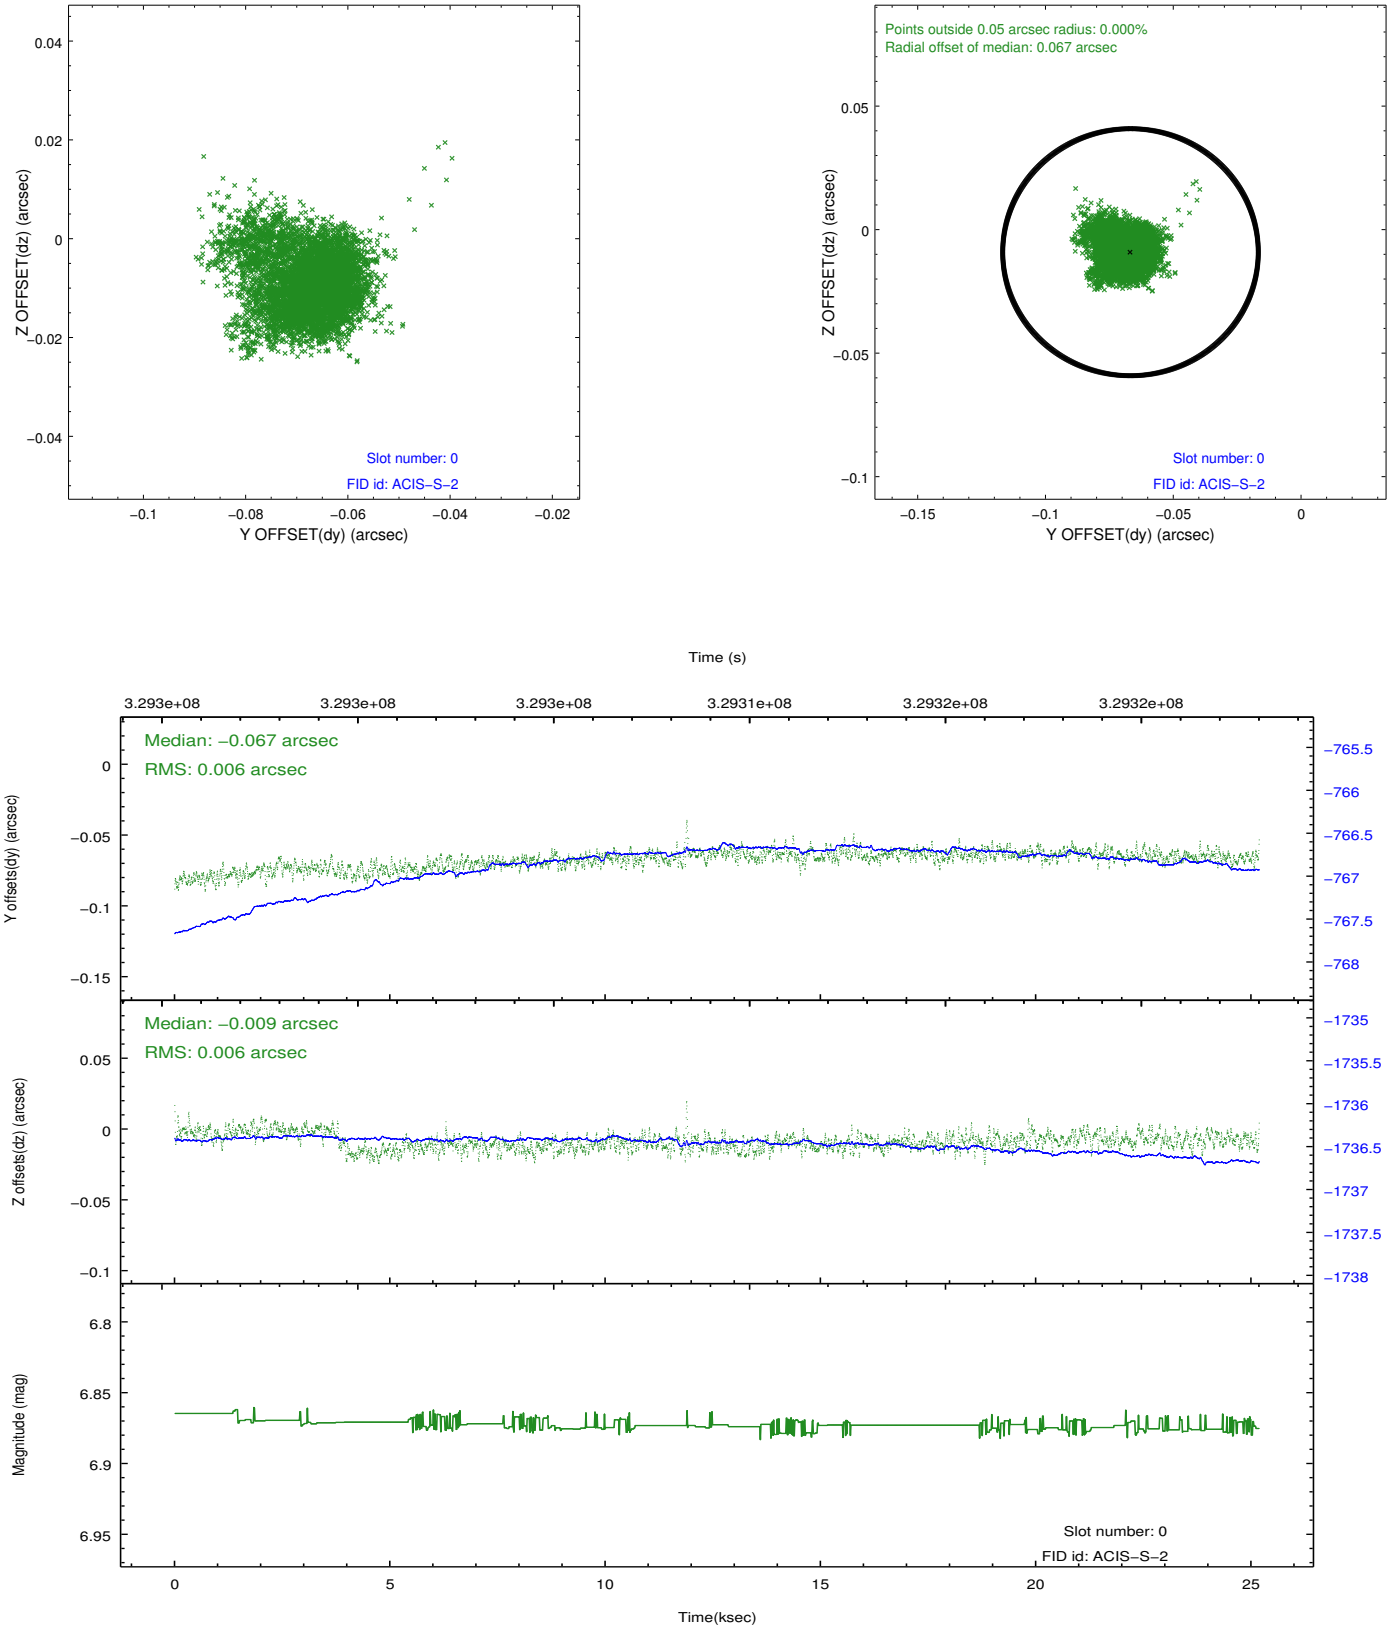 0.04
0.02
0
−0.02
−0.04
Z OFFSET(dz) (arcsec)
Slot number: 0
FID id: ACIS−S−2
−0.1
−0.08
−0.06
−0.04
−0.02
Y OFFSET(dy) (arcsec)
Points outside 0.05 arcsec radius: 0.000%
Radial offset of median: 0.067 arcsec
0.05
0
−0.05
−0.1
Z OFFSET(dz) (arcsec)
Slot number: 0
FID id: ACIS−S−2
−0.15
−0.1
−0.05
0
Y OFFSET(dy) (arcsec)
Time (s)
3.293e+08
3.293e+08
3.293e+08
3.2931e+08
3.2932e+08
3.2932e+08
Median: −0.067 arcsec
RMS: 0.006 arcsec
0
−0.05
−0.1
−0.15
Y offsets(dy) (arcsec)
−765.5
−766
−766.5
−767
−767.5
−768
Median: −0.009 arcsec
RMS: 0.006 arcsec
0.05
0
−0.05
−0.1
Z offsets(dz) (arcsec)
−1735
−1735.5
−1736
−1736.5
−1737
−1737.5
−1738
6.8
6.85
6.9
6.95
Magnitude (mag)
Slot number: 0
FID id: ACIS−S−2
0
5
10
15
20
25
Time(ksec)